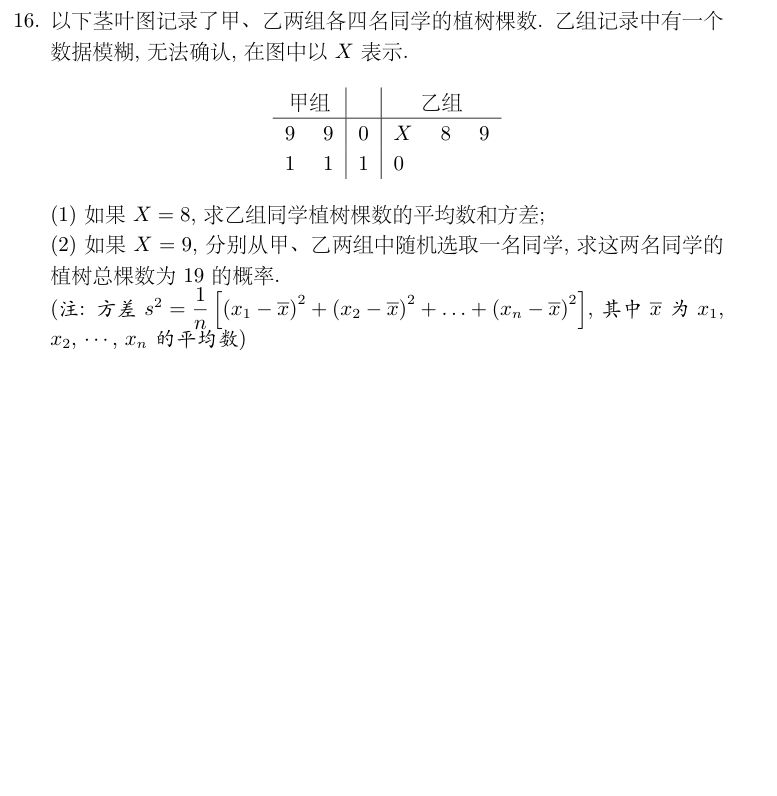 16. 以下茎叶图记录了甲、乙两组各四名同学的植树棵数. 乙组记录中有一个
数据模糊, 无法确认, 在图中以 X 表示.
甲组 乙组
9 9 0 X 8 9
1 1 1 0
(1) 如果 X = 8, 求乙组同学植树棵数的平均数和方差;
(2) 如果 X = 9, 分别从甲、乙两组中随机选取一名同学, 求这两名同学的
植树总棵数为 19 的概率.
(注: 方差 s² = 1/n [(x₁ − x̅)² + (x₂ − x̅)² + … + (xₙ − x̅)²], 其中 x̅ 为 x₁,
x₂, ⋯, xₙ 的平均数)